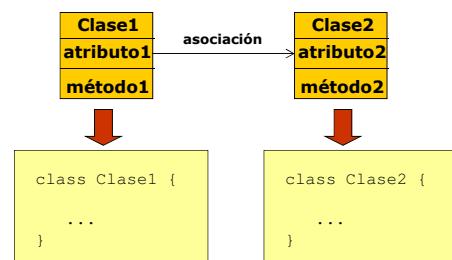 Clase1
atributo1
método1
asociación
Clase2
atributo2
método2
class Clase1 {
...
}
class Clase2 {
...
}